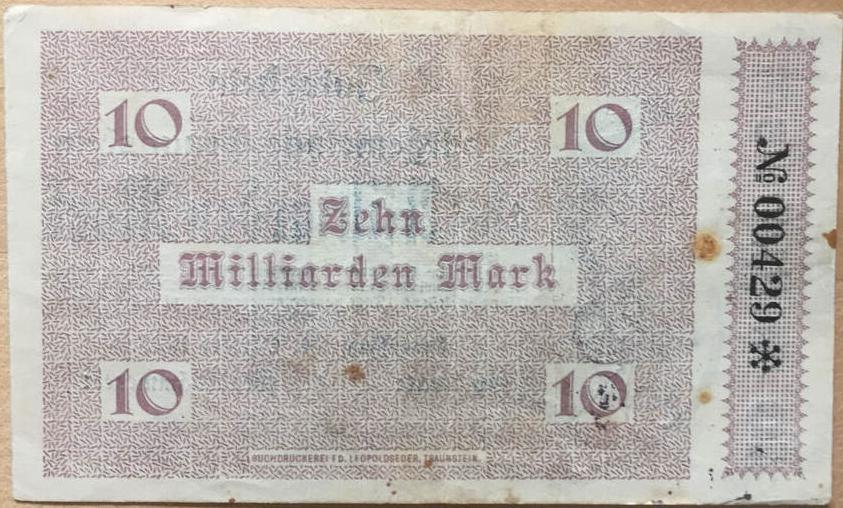 10 10
Zehn
Milliarden Mark
10 10
BUCHDRUCKEREI FD. LEOPOLDSEDER, TRAUNSTEIN.
№ 00429 *